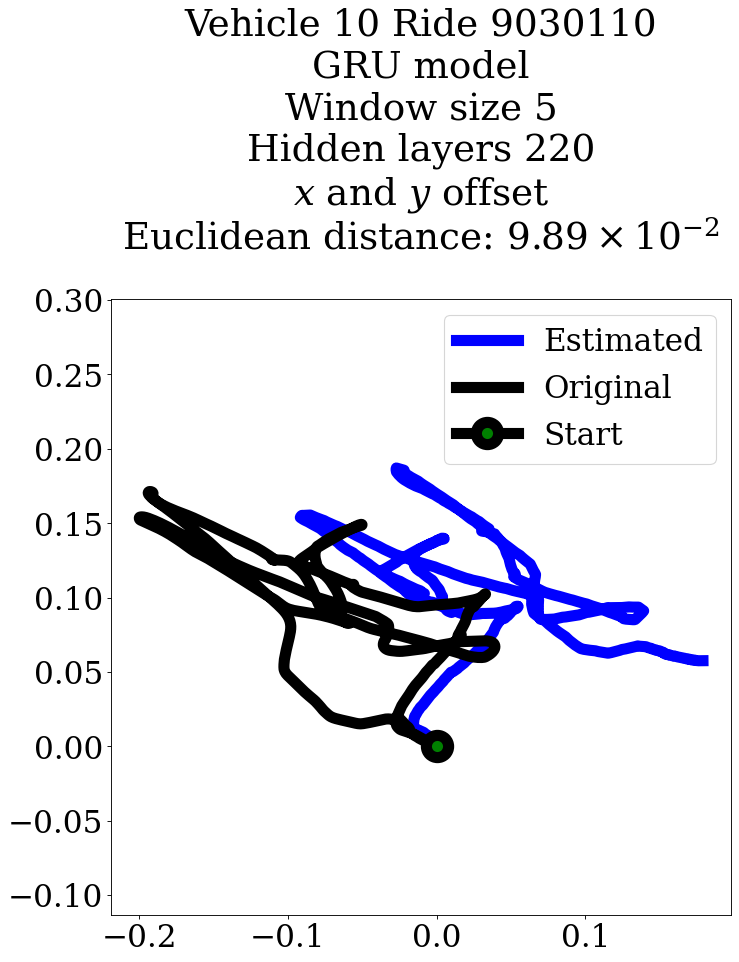 Vehicle 10 Ride 9030110
GRU model
Window size 5
Hidden layers 220
x and y offset
Euclidean distance: 9.89 × 10⁻²
0.30
0.25
0.20
0.15
0.10
0.05
0.00
−0.05
−0.10
Estimated
Original
Start
−0.2
−0.1
0.0
0.1